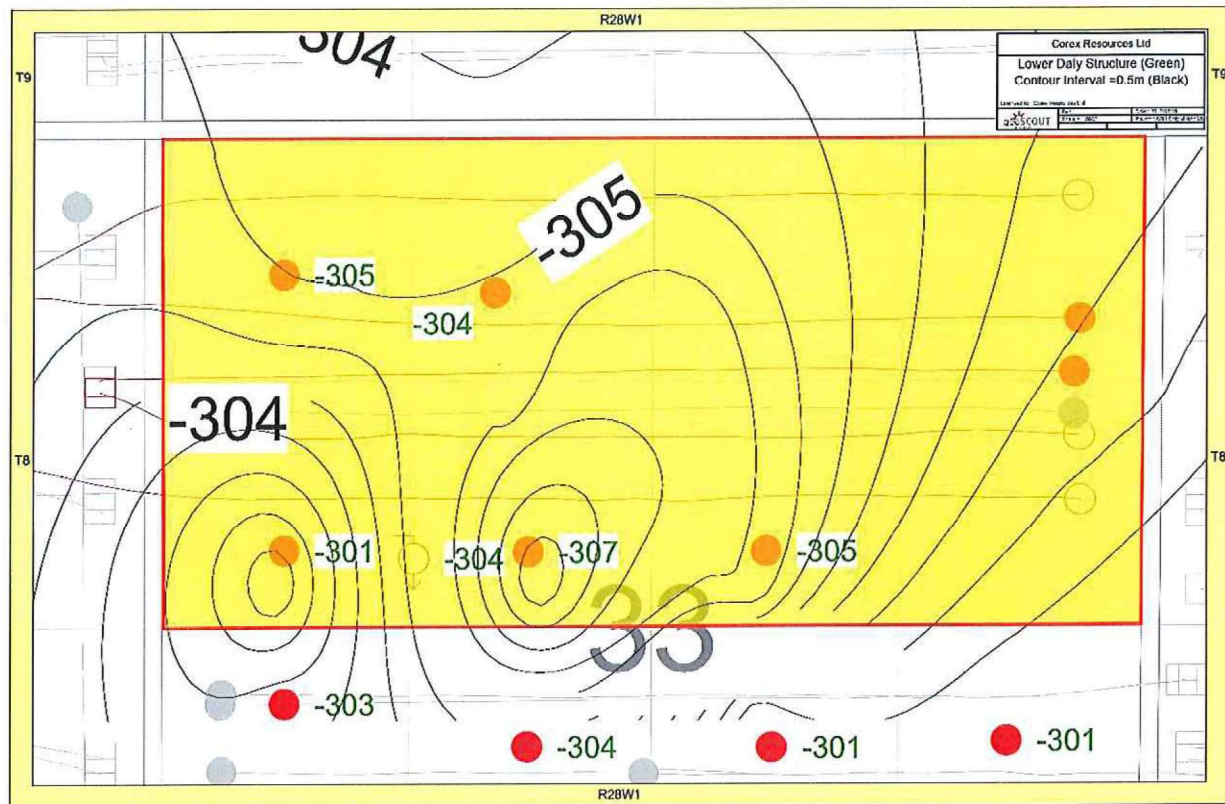 R28W1
-304
Corex Resources Ltd
Lower Daly Structure (Green)
Contour Interval =0.5m (Black)
SCOUT
T9
T9
-305
-305
-304
-304
T8
T8
-301
-304
-307
-305
33
-303
-304
-301
-301
R28W1